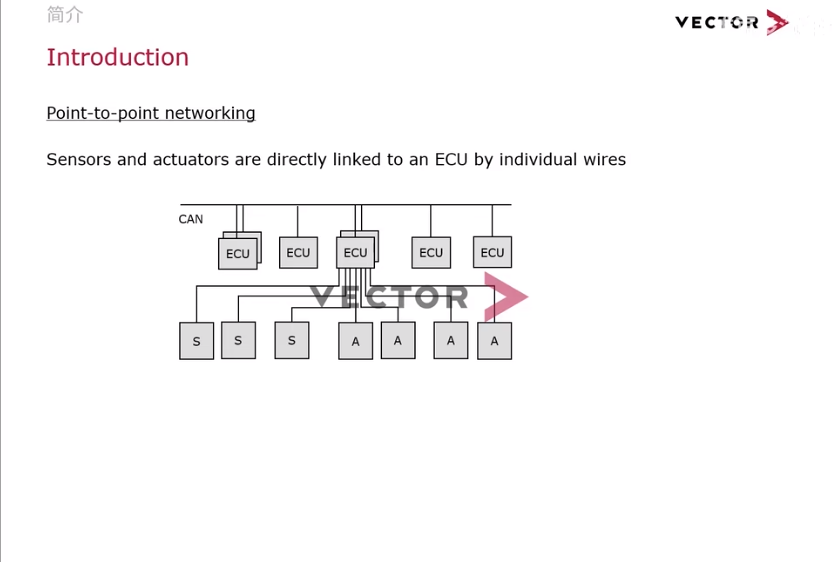 简介
VECTOR
Introduction
Point-to-point networking
Sensors and actuators are directly linked to an ECU by individual wires
CAN
ECU ECU ECU ECU ECU
VECTOR
S S S A A A A